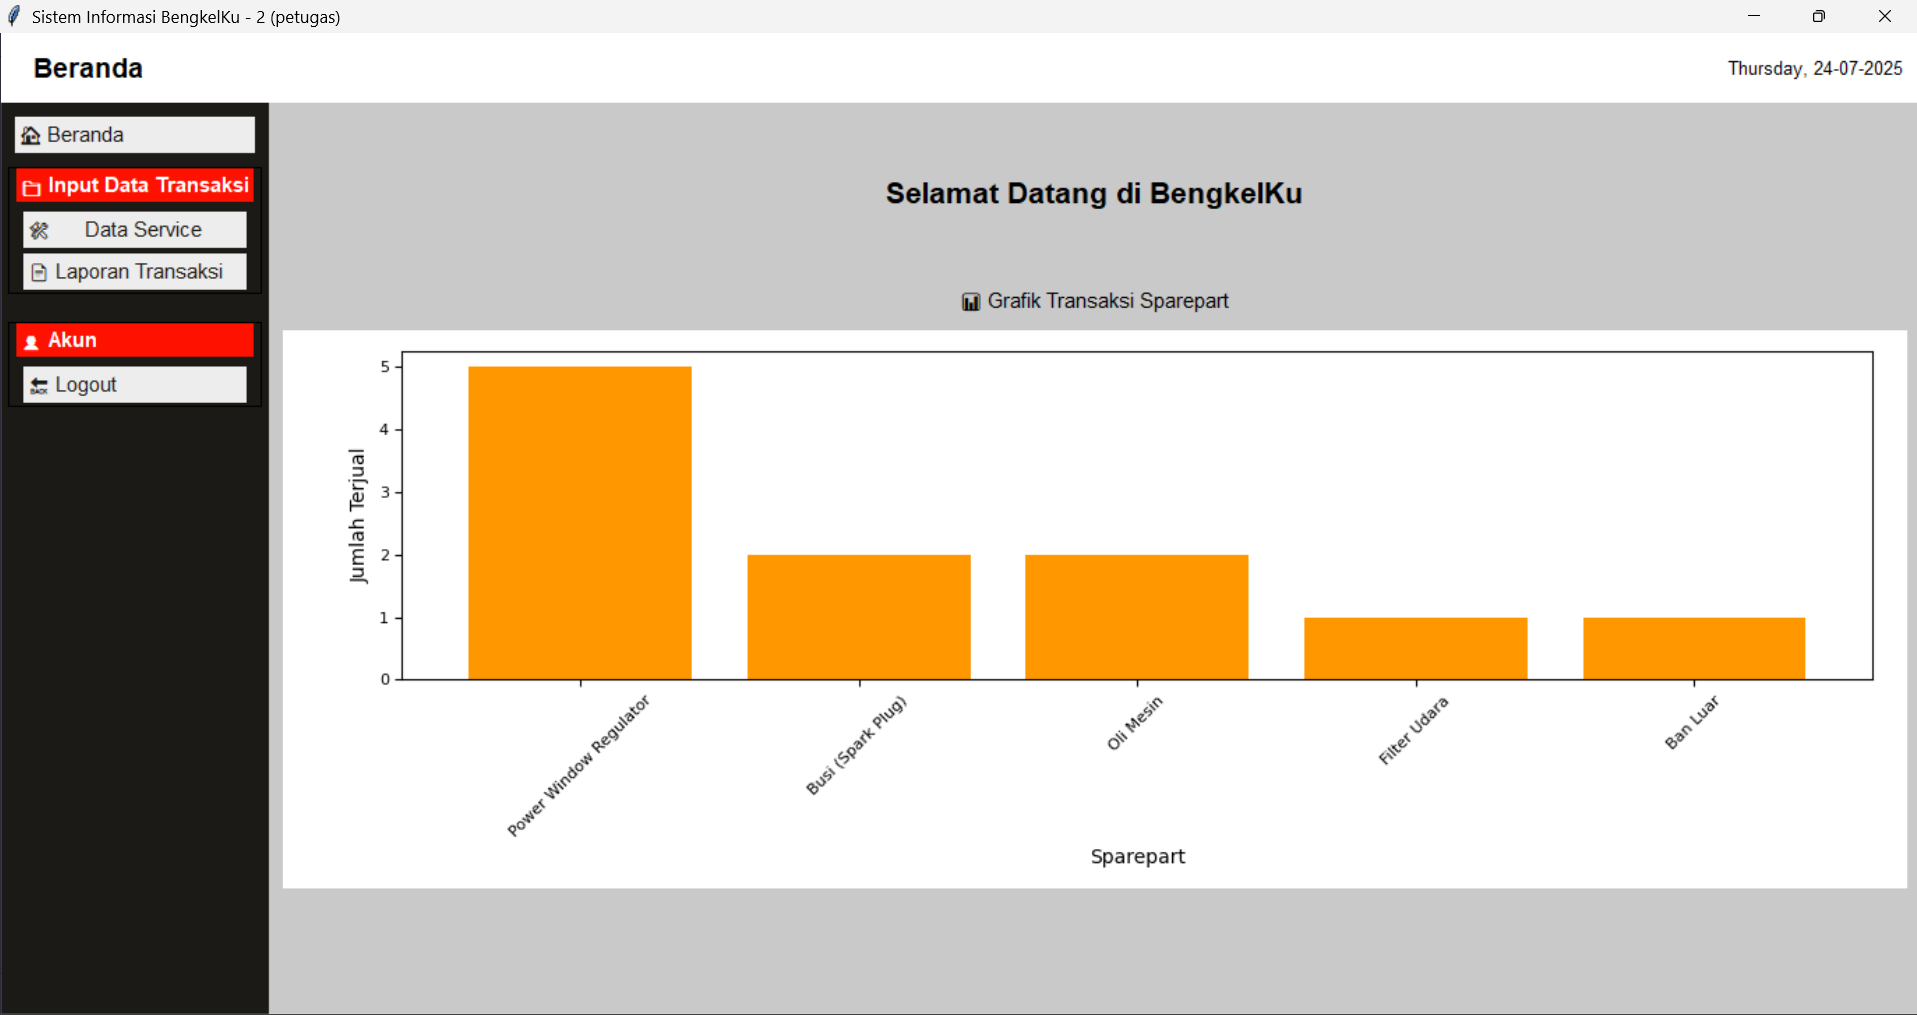 Sistem Informasi BengkelKu - 2 (petugas)
Beranda
Thursday, 24-07-2025
Beranda
Input Data Transaksi
Data Service
Laporan Transaksi
Akun
BACK
Logout
Selamat Datang di BengkelKu
Grafik Transaksi Sparepart
Jumlah Terjual
5
4
3
2
1
0
Power Window Regulator
Busi (Spark Plug)
Oli Mesin
Filter Udara
Ban Luar
Sparepart